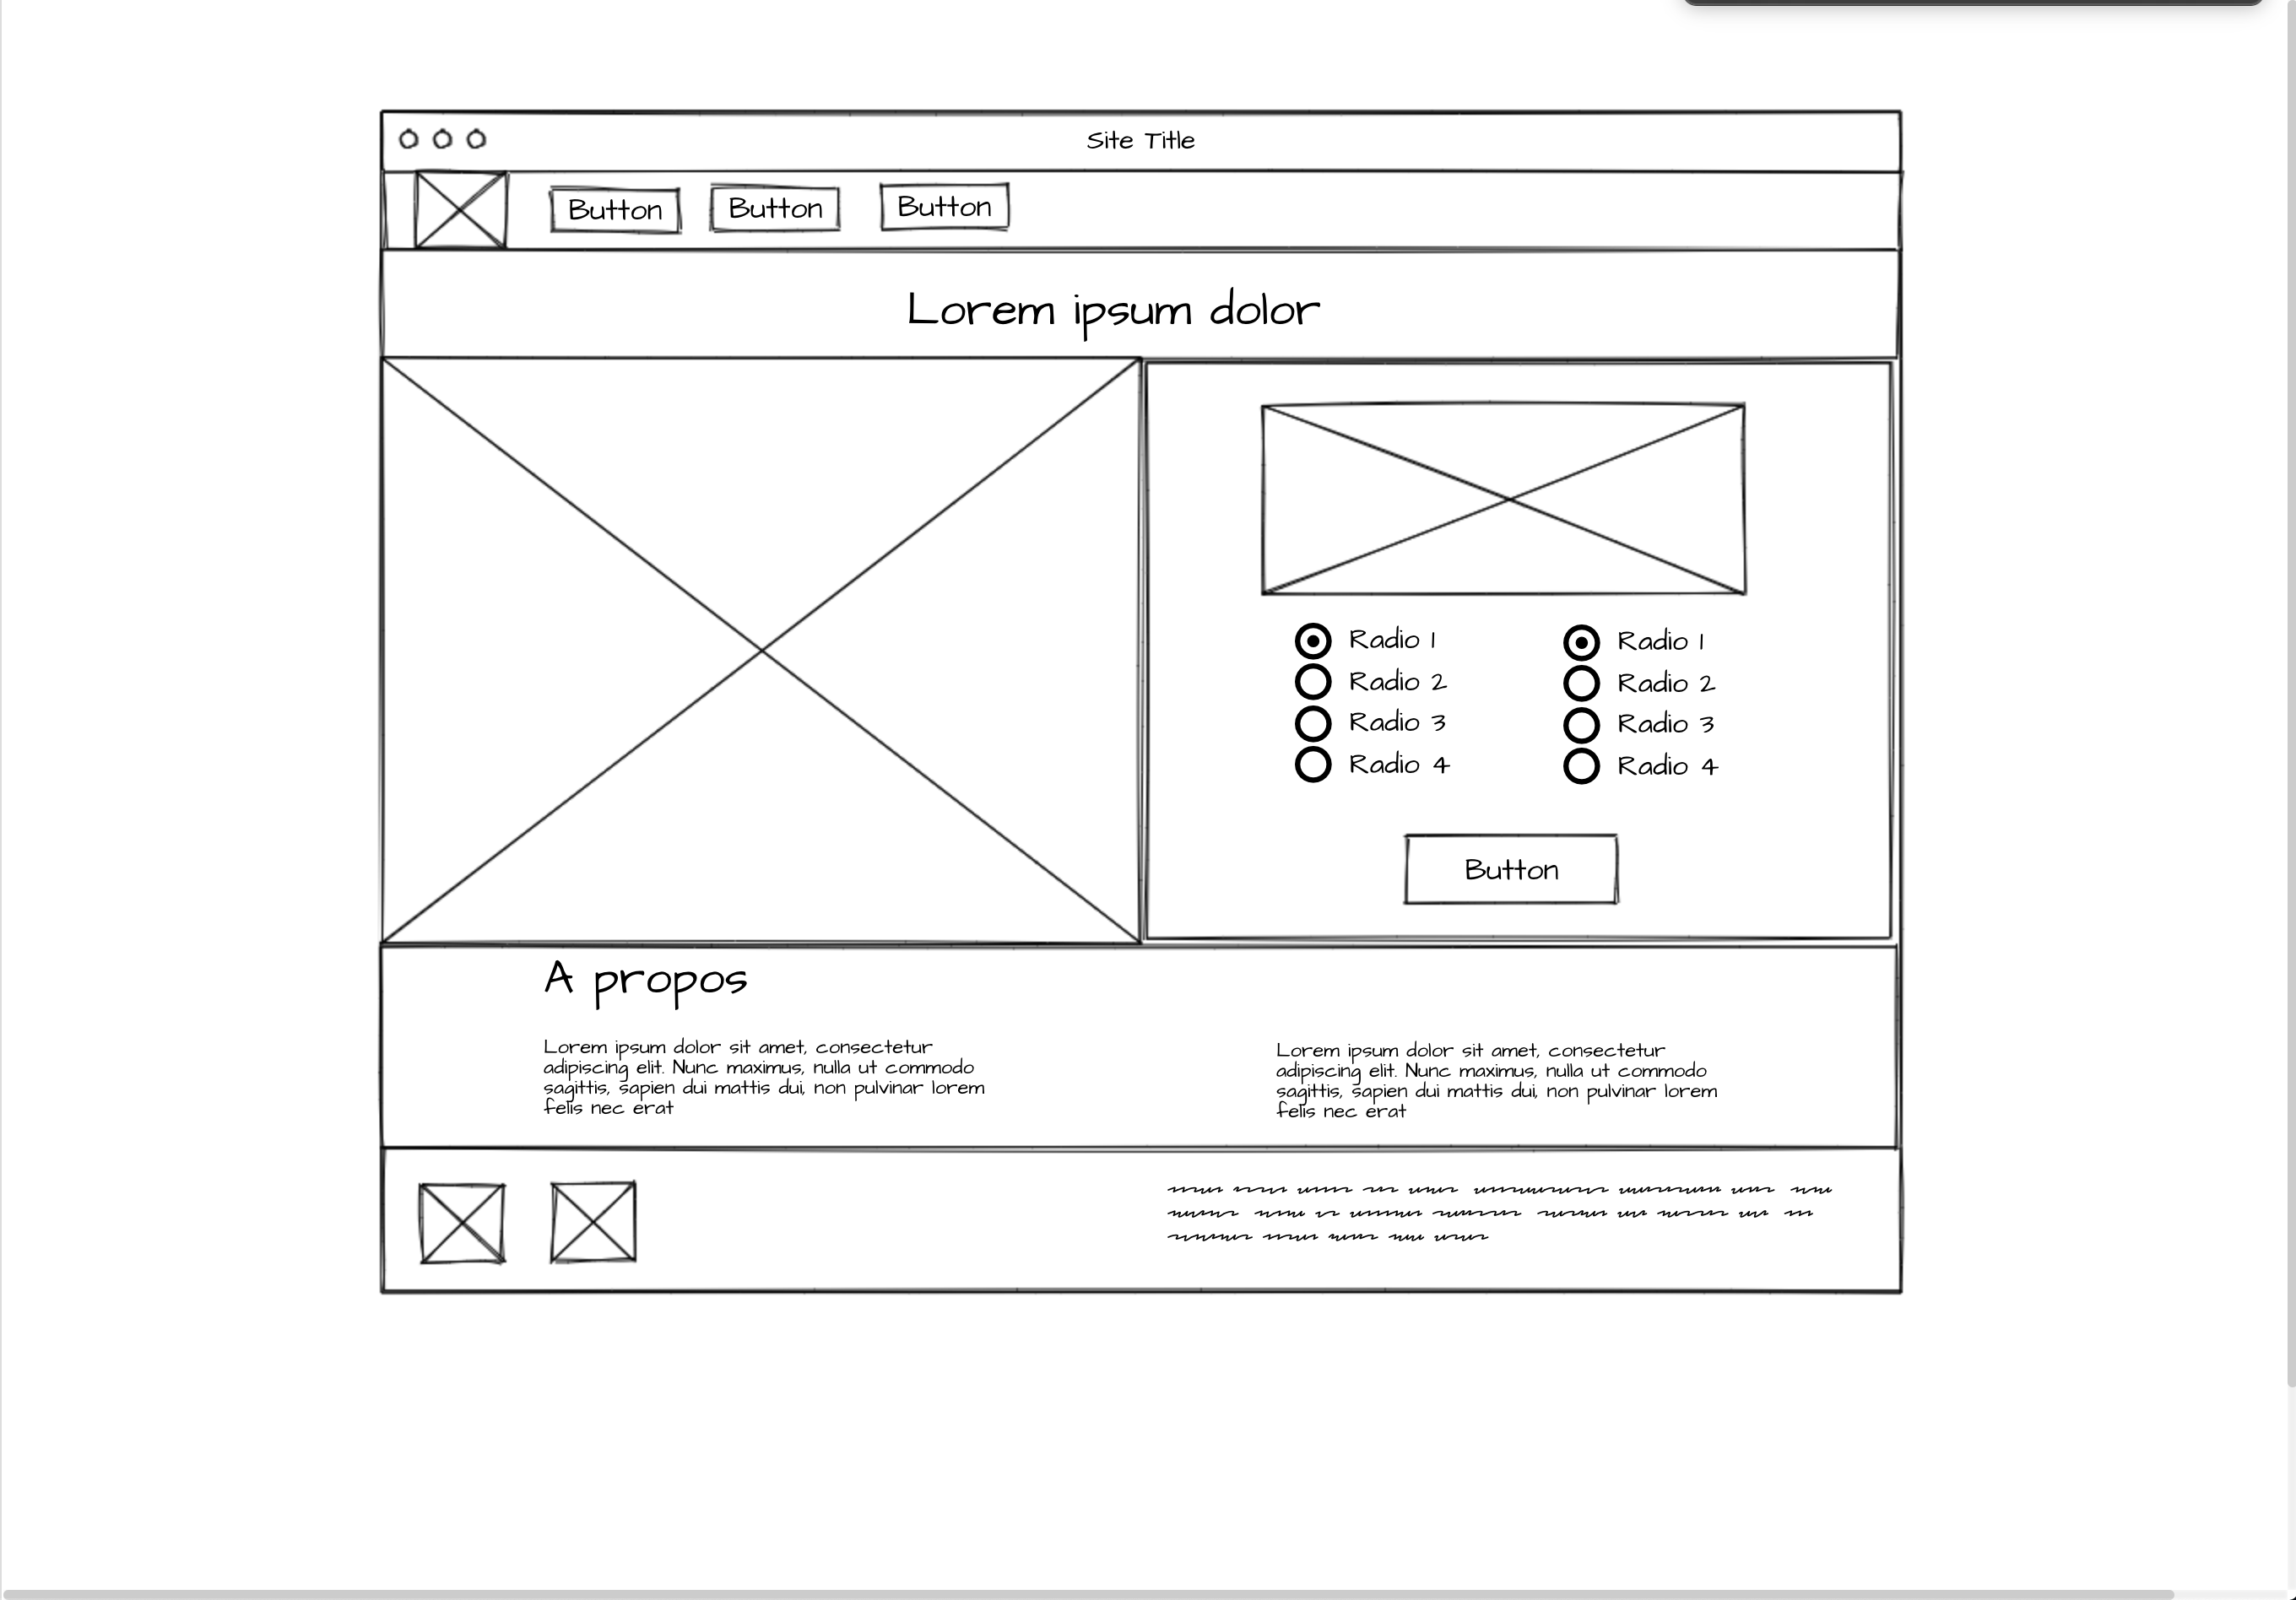 Site Title
Button Button Button
Lorem ipsum dolor
Radio 1
Radio 2
Radio 3
Radio 4
Radio 1
Radio 2
Radio 3
Radio 4
Button
A propos
Lorem ipsum dolor sit amet, consectetur
adipiscing elit. Nunc maximus, nulla ut commodo
sagittis, sapien dui mattis dui, non pulvinar lorem
felis nec erat
Lorem ipsum dolor sit amet, consectetur
adipiscing elit. Nunc maximus, nulla ut commodo
sagittis, sapien dui mattis dui, non pulvinar lorem
felis nec erat